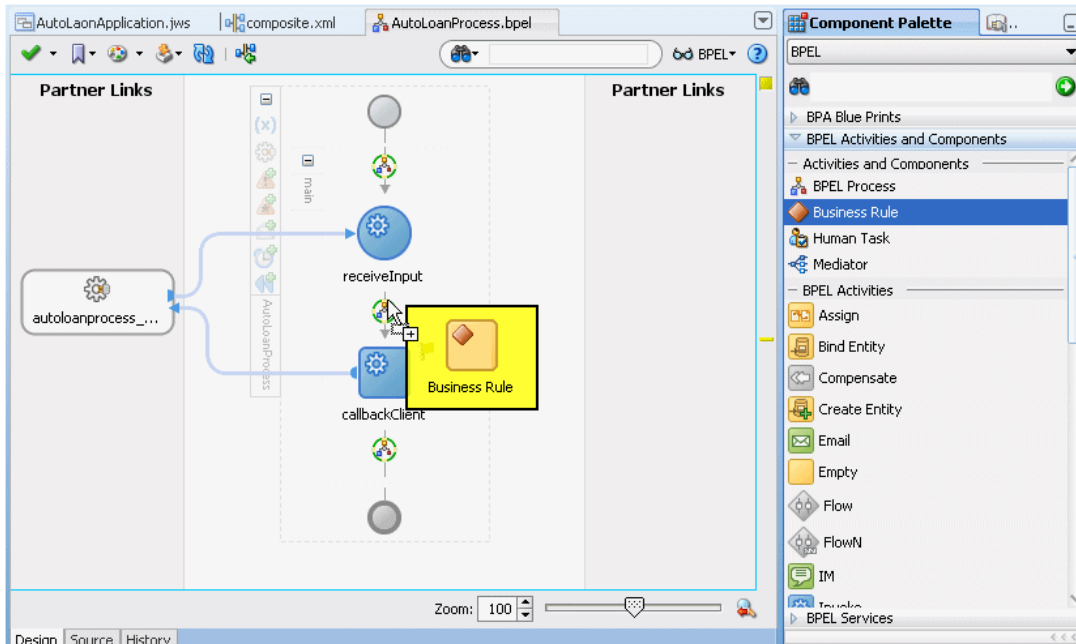 AutoLaonApplication.jws
composite.xml
AutoLoanProcess.bpel
Component Palette
BPEL
BPEL
Partner Links
Partner Links
main
AutoLoanProcess
receiveInput
autoloanprocess_...
Business Rule
callbackClient
BPA Blue Prints
BPEL Activities and Components
Activities and Components
BPEL Process
Business Rule
Human Task
Mediator
BPEL Activities
Assign
Bind Entity
Compensate
Create Entity
Email
Empty
Flow
FlowN
IM
Invoke
BPEL Services
Zoom: 100
Design Source History